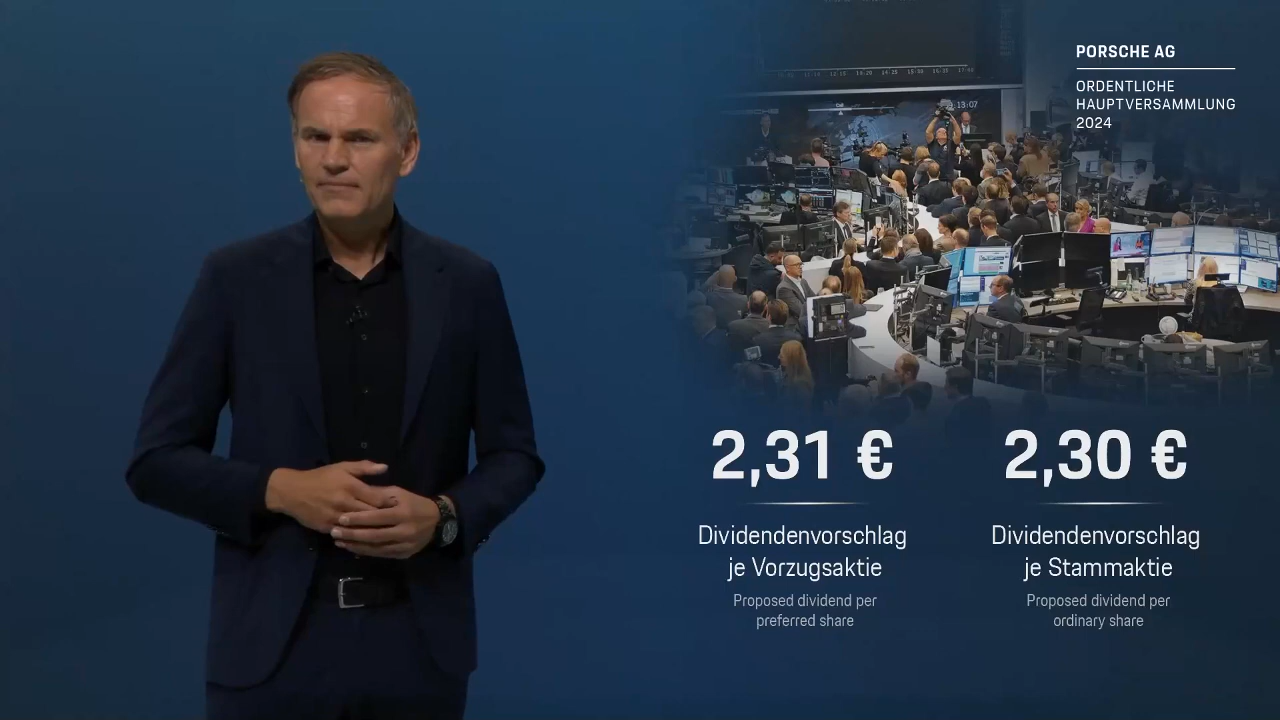 PORSCHE AG
ORDENTLICHE
HAUPTVERSAMMLUNG
2024
2,31 €
Dividendenvorschlag
je Vorzugsaktie
Proposed dividend per
preferred share
2,30 €
Dividendenvorschlag
je Stammaktie
Proposed dividend per
ordinary share